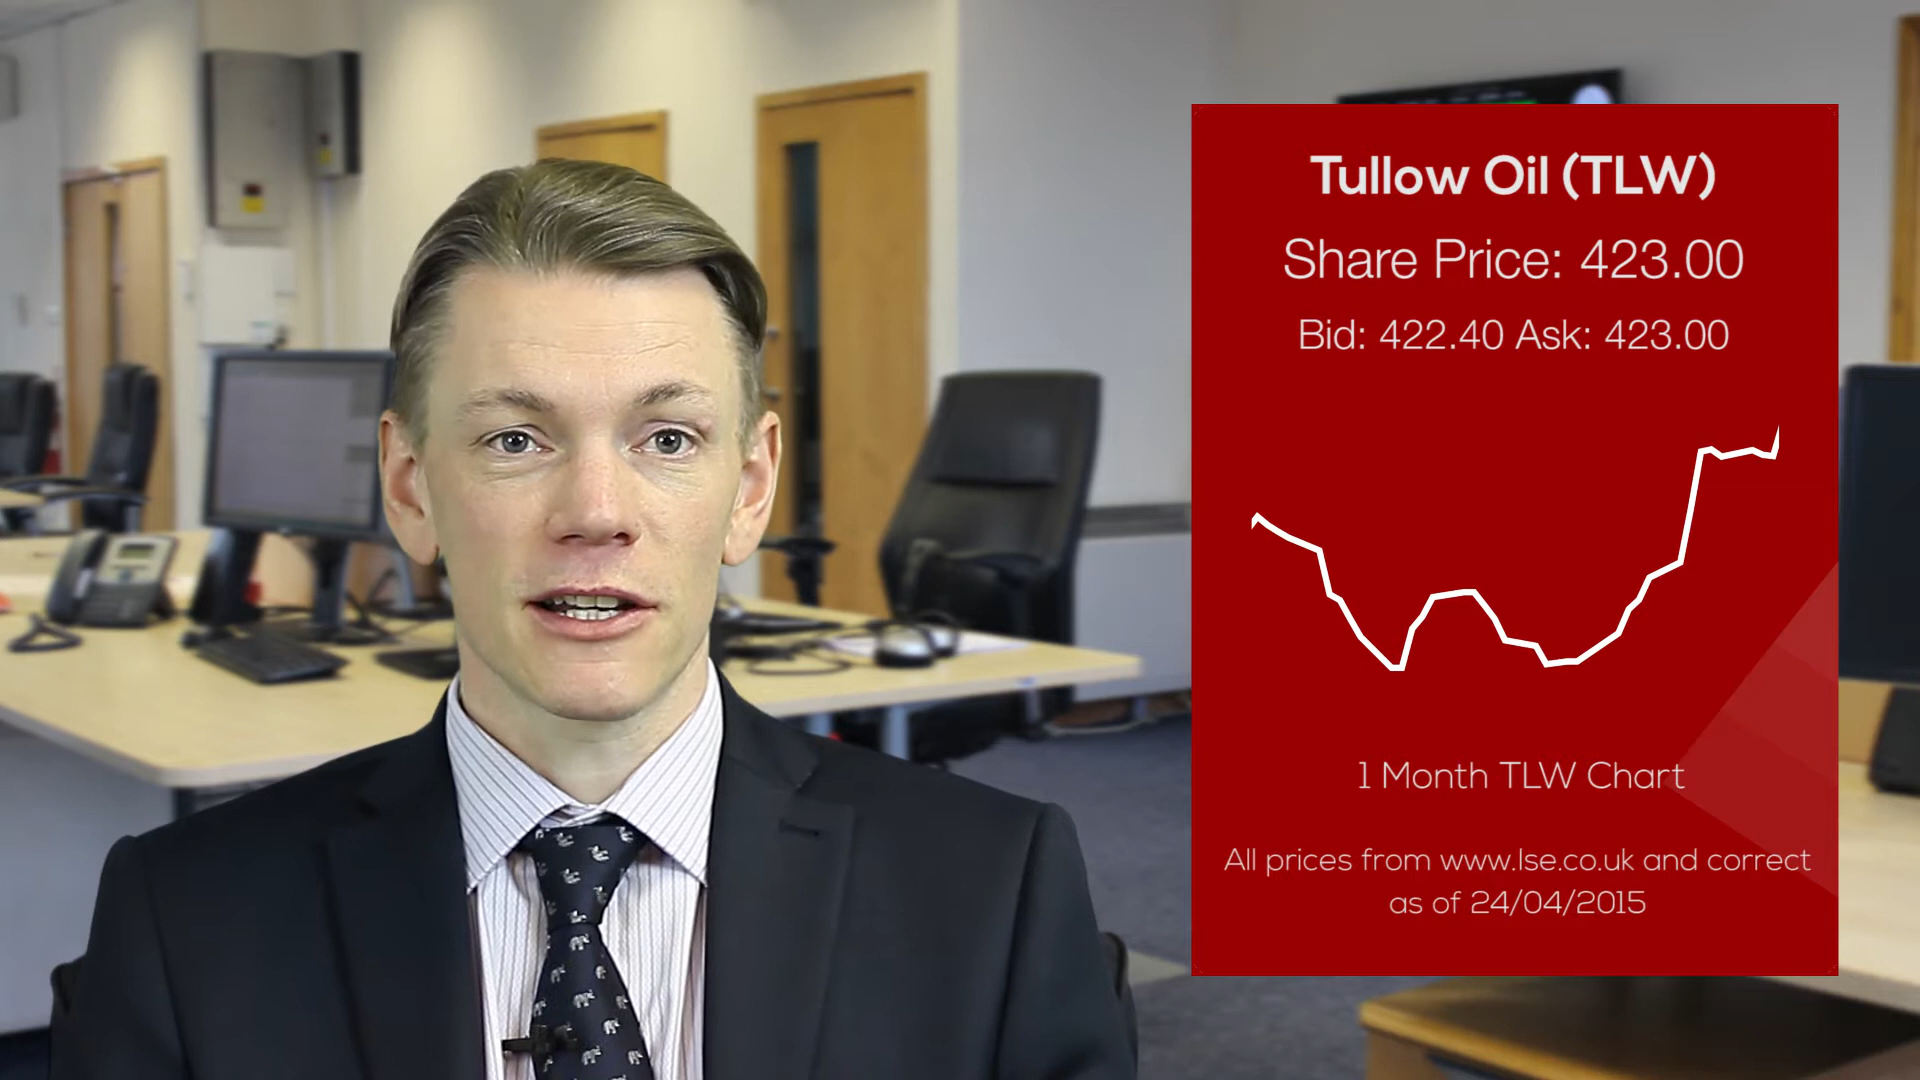 Tullow Oil (TLW)
Share Price: 423.00
Bid: 422.40 Ask: 423.00
1 Month TLW Chart
All prices from www.lse.co.uk and correct
as of 24/04/2015